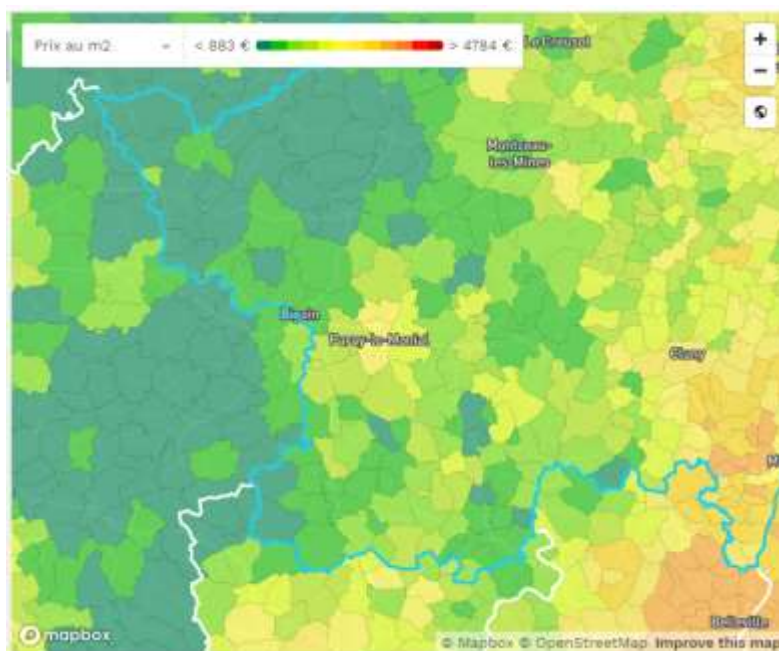 Prix au m2
< 883 €
> 4784 €
+
−
Le Creusot
Montceau-
les-Mines
Digoin
Paray-le-Monial
Cluny
M
Belleville
mapbox
© Mapbox © OpenStreetMap Improve this map